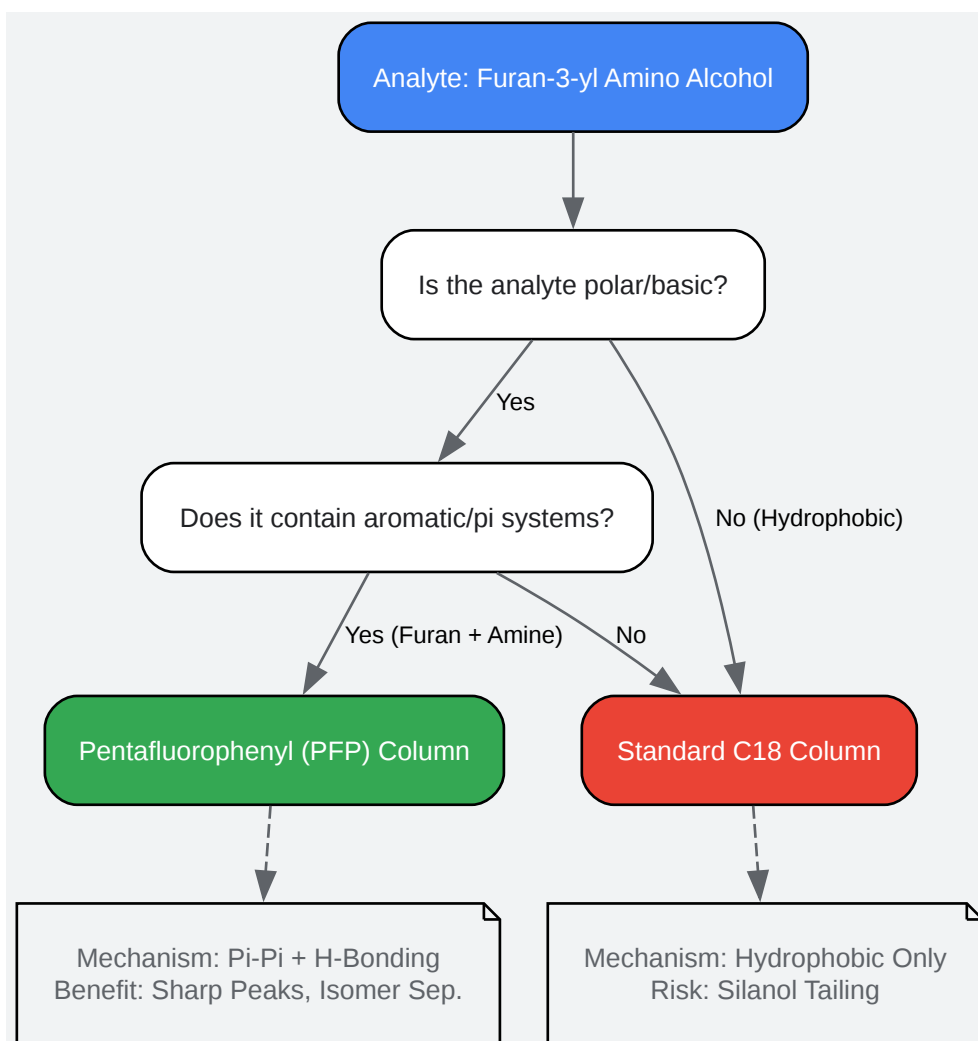 Analyte: Furan-3-yl Amino Alcohol
Is the analyte polar/basic?
Yes
Does it contain aromatic/pi systems?
No (Hydrophobic)
Yes (Furan + Amine)
No
Pentafluorophenyl (PFP) Column
Standard C18 Column
Mechanism: Pi-Pi + H-Bonding
Benefit: Sharp Peaks, Isomer Sep.
Mechanism: Hydrophobic Only
Risk: Silanol Tailing